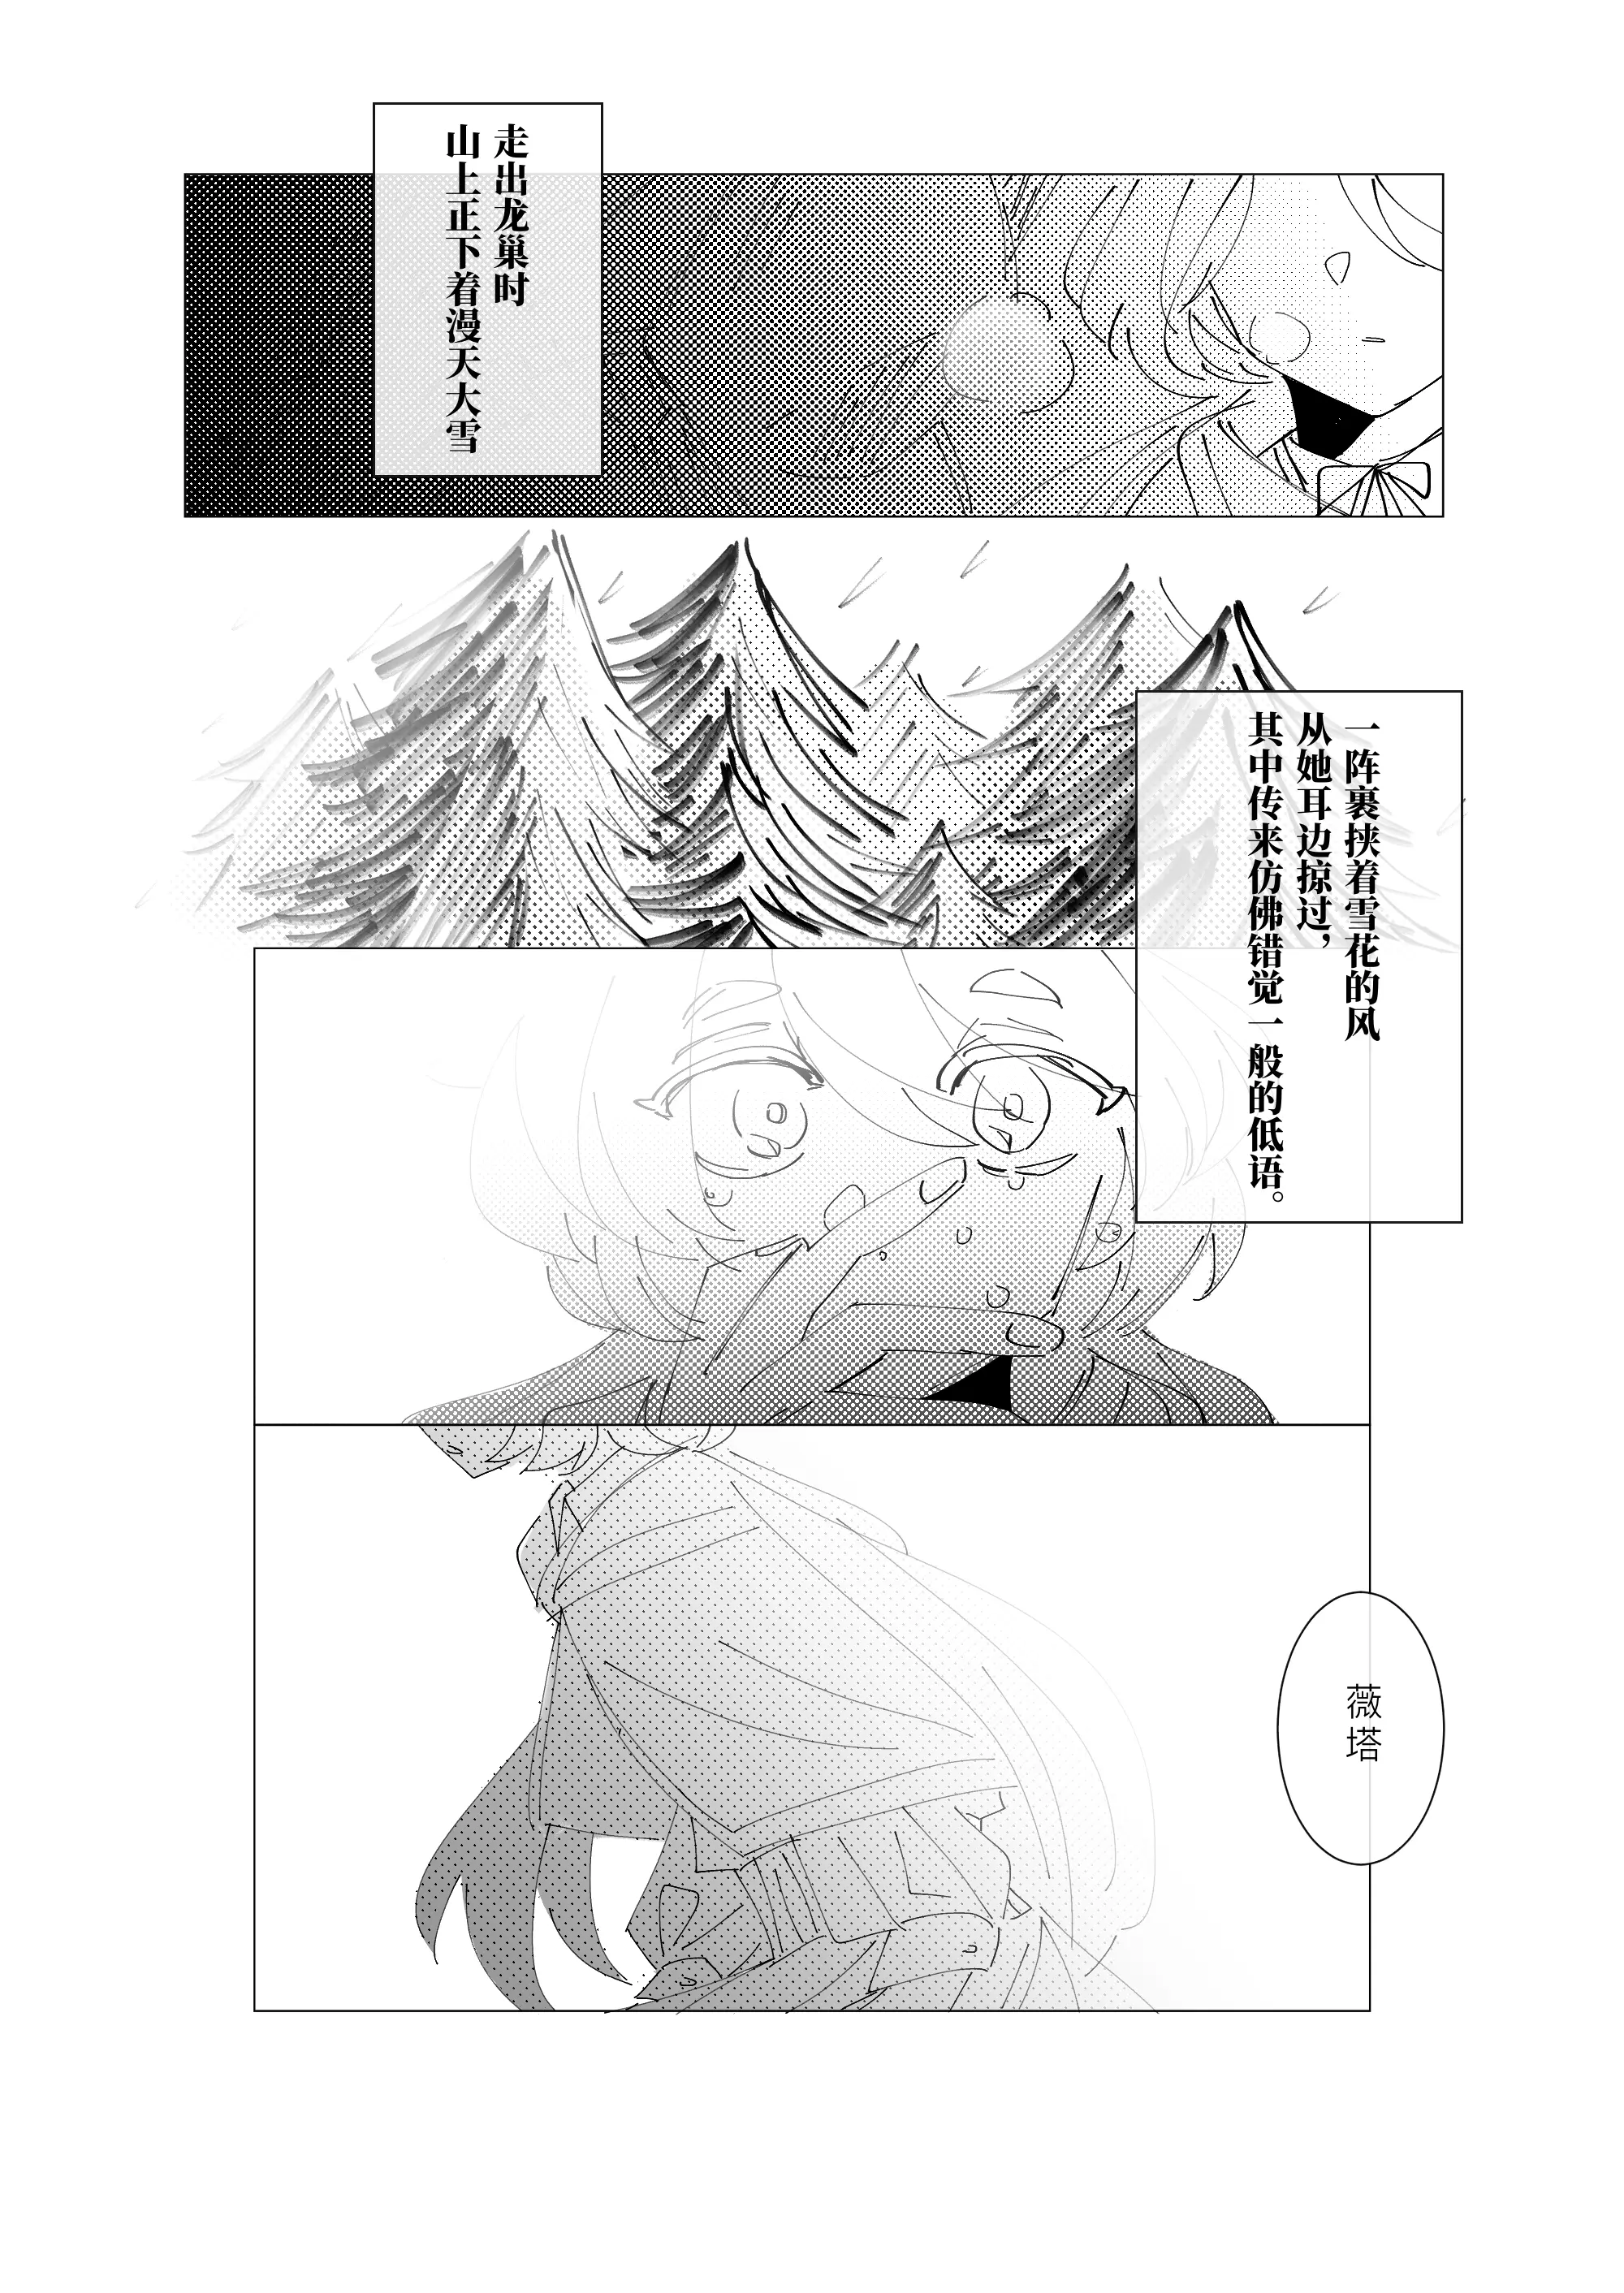 走出龙巢时
山上正下着漫天大雪
一阵裹挟着雪花的风
从她耳边掠过，
其中传来仿佛错觉一般的低语。
薇塔